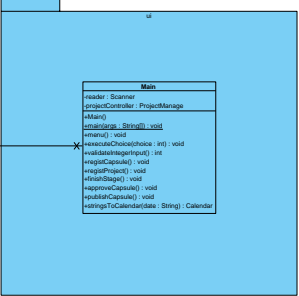 ui
Main
-reader : Scanner
-projectController : ProjectManage
+Main()
+main(args : String[]) : void
+menu() : void
+executeChoice(choice : int) : void
+validateIntegerInput() : int
+registCapsule() : void
+registProject() : void
+finishStage() : void
+approveCapsule() : void
+publishCapsule() : void
+stringsToCalendar(date : String) : Calendar